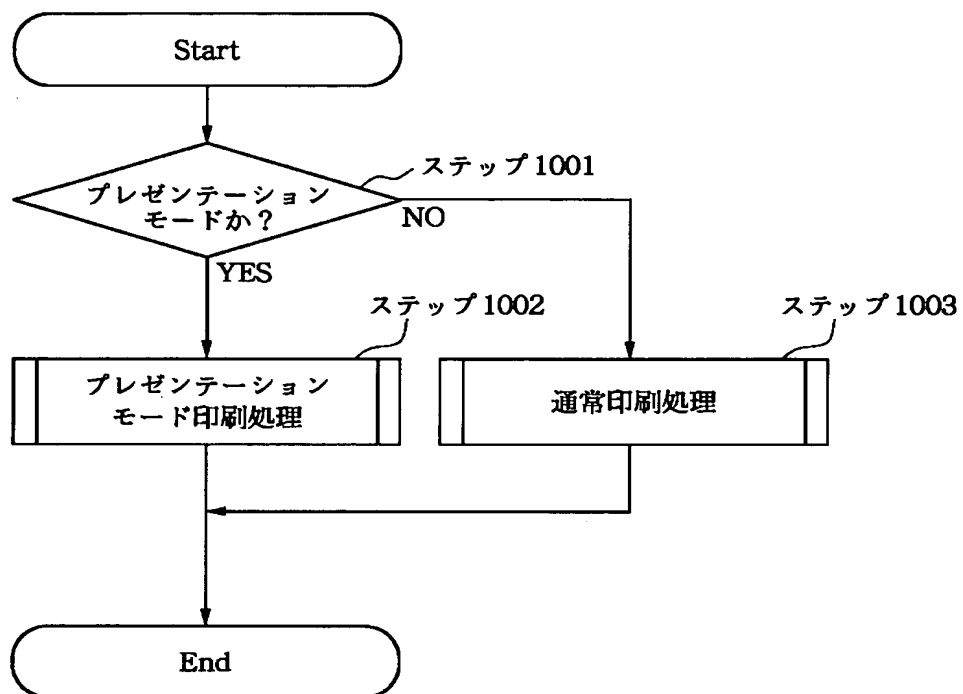 Start
ステップ1001
プレゼンテーション
モードか？
NO
YES
ステップ1002
ステップ1003
プレゼンテーション
モード印刷処理
通常印刷処理
End